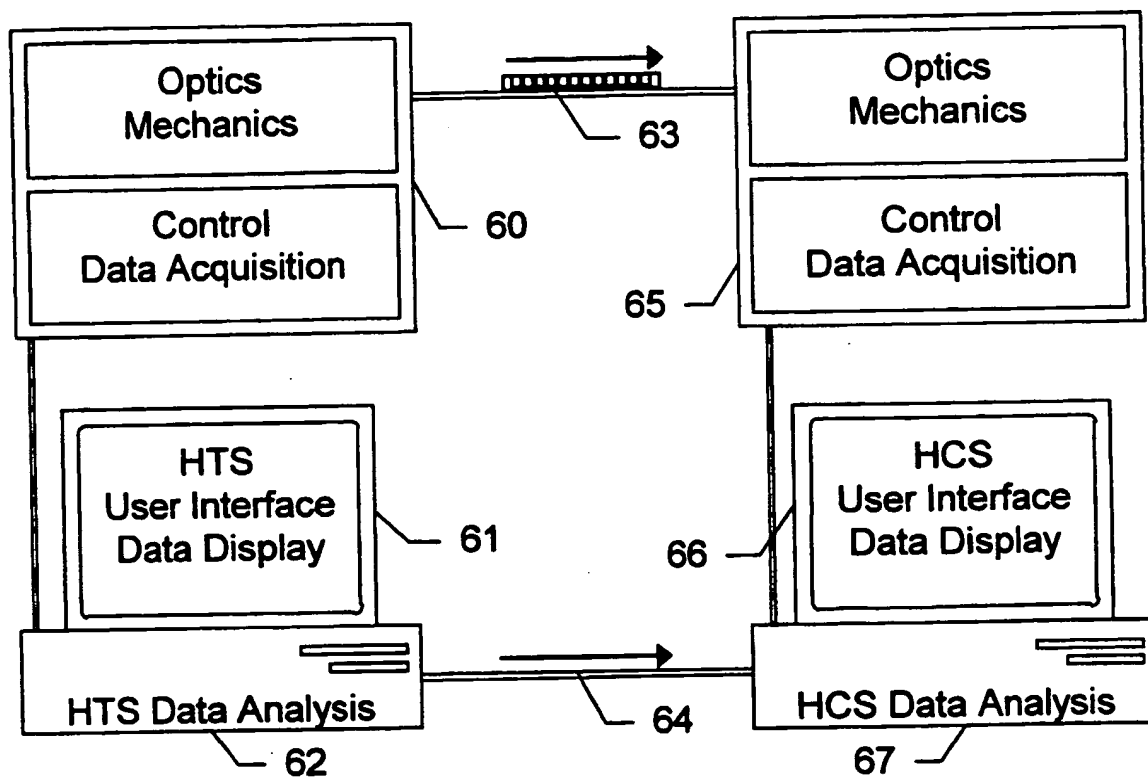 Optics
Mechanics
Control
Data Acquisition
60
63
Optics
Mechanics
Control
Data Acquisition
65
HTS
User Interface
Data Display
61
HTS Data Analysis
62
64
HCS
User Interface
Data Display
66
HCS Data Analysis
67